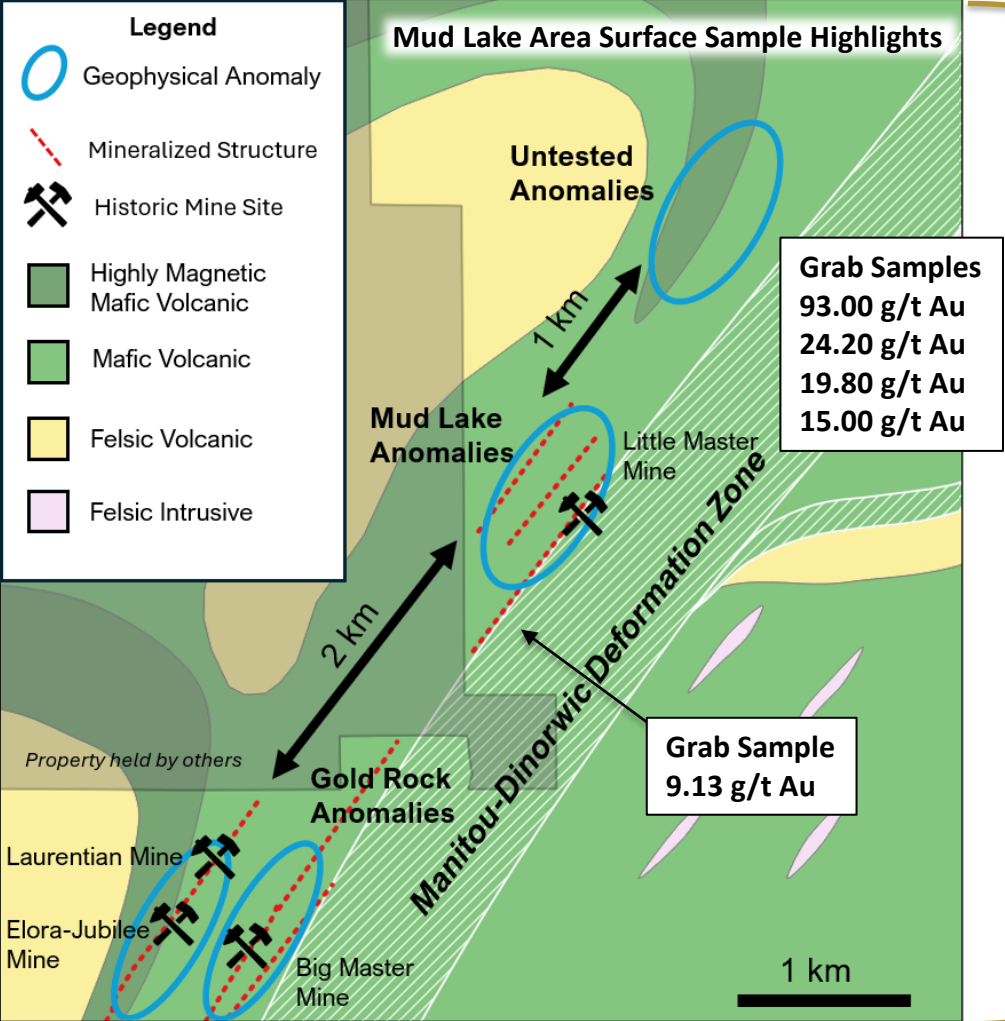 Legend
Geophysical Anomaly
Mineralized Structure
Historic Mine Site
Highly Magnetic
Mafic Volcanic
Mafic Volcanic
Felsic Volcanic
Felsic Intrusive
Mud Lake Area Surface Sample Highlights
Untested
Anomalies
Grab Samples
93.00 g/t Au
24.20 g/t Au
19.80 g/t Au
15.00 g/t Au
1 km
Mud Lake
Anomalies
Little Master
Mine
Manitou-Dinorwic Deformation Zone
2 km
Grab Sample
9.13 g/t Au
Property held by others
Gold Rock
Anomalies
Laurentian Mine
Elora-Jubilee
Mine
Big Master
Mine
1 km